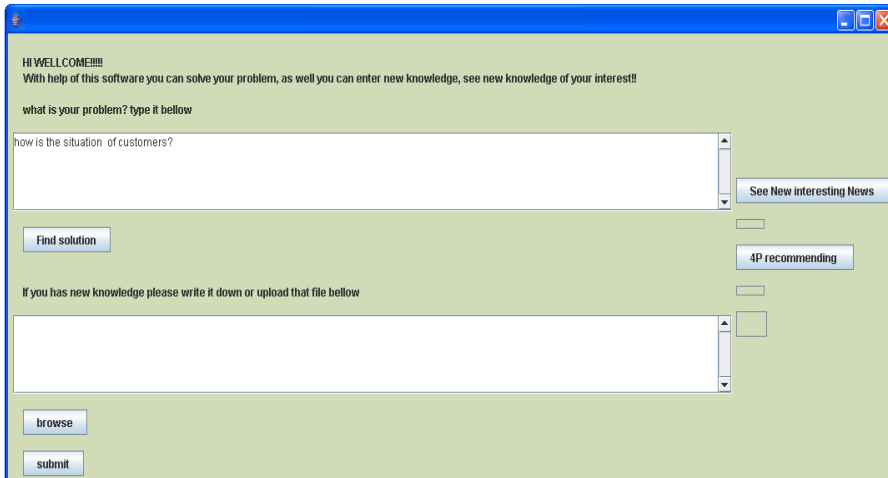 HI WELLCOME!!!!!
With help of this software you can solve your problem, as well you can enter new knowledge, see new knowledge of your interest!!
what is your problem? type it bellow
how is the situation of customers?
See New interesting News
Find solution
4P recommending
If you has new knowledge please write it down or upload that file bellow
browse
submit